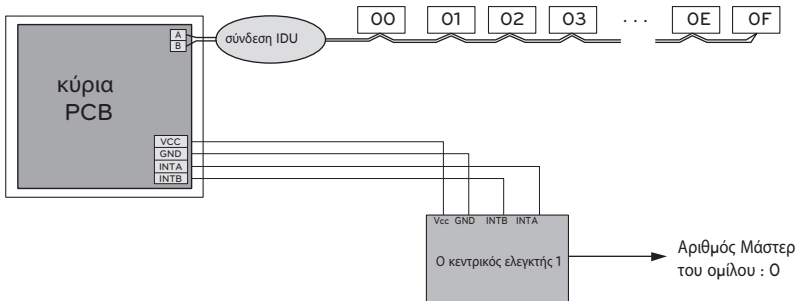 A
B
σύνδεση IDU
00 01 02 03 ... 0E 0F
κύρια
PCB
VCC
GND
INTA
INTB
Vcc GND INTB INTA
Ο κεντρικός ελεγκτής 1
Αριθμός Μάστερ
του ομίλου : 0